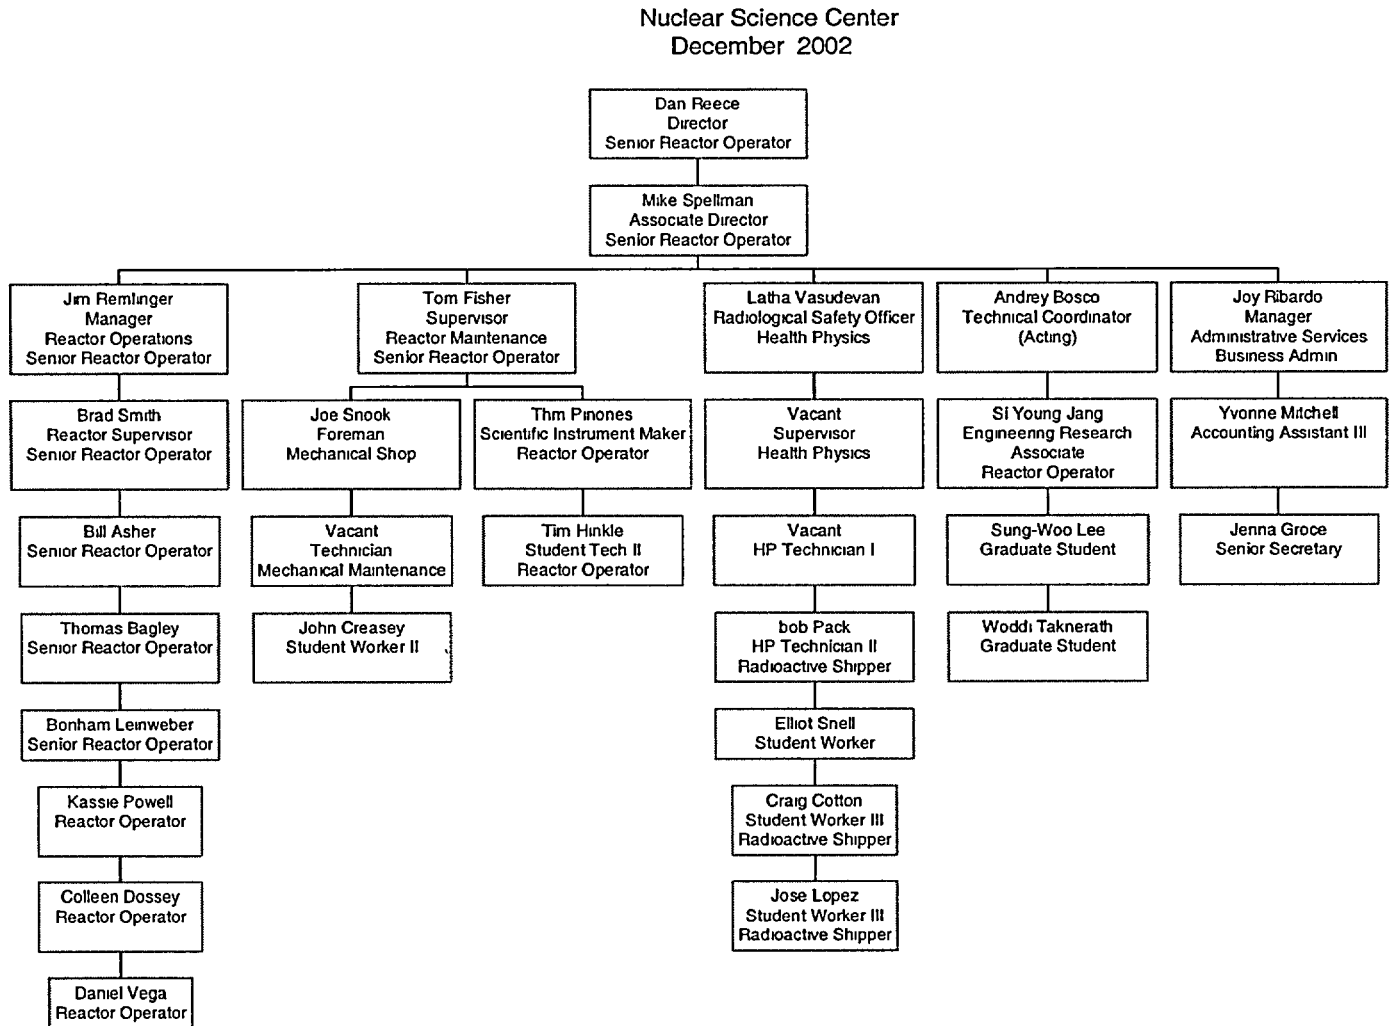 Nuclear Science Center
December 2002
Dan Reece
Director
Senior Reactor Operator
Mike Spellman
Associate Director
Senior Reactor Operator
Jim Remlinger
Manager
Reactor Operations
Senior Reactor Operator
Tom Fisher
Supervisor
Reactor Maintenance
Senior Reactor Operator
Latha Vasudevan
Radiological Safety Officer
Health Physics
Andrey Bosco
Technical Coordinator
(Acting)
Joy Ribardo
Manager
Administrative Services
Business Admin
Brad Smith
Reactor Supervisor
Senior Reactor Operator
Joe Snook
Foreman
Mechanical Shop
Thm Pinones
Scientific Instrument Maker
Reactor Operator
Vacant
Supervisor
Health Physics
Si Young Jang
Engineering Research
Associate
Reactor Operator
Yvonne Mitchell
Accounting Assistant III
Bill Asher
Senior Reactor Operator
Vacant
Technician
Mechanical Maintenance
Tim Hinkle
Student Tech II
Reactor Operator
Vacant
HP Technician I
Sung-Woo Lee
Graduate Student
Jenna Groce
Senior Secretary
Thomas Bagley
Senior Reactor Operator
John Creasey
Student Worker II
bob Pack
HP Technician II
Radioactive Shipper
Woddi Taknerath
Graduate Student
Bonham Leinweber
Senior Reactor Operator
Elliot Snell
Student Worker
Kassie Powell
Reactor Operator
Craig Cotton
Student Worker III
Radioactive Shipper
Colleen Dossey
Reactor Operator
Jose Lopez
Student Worker III
Radioactive Shipper
Daniel Vega
Reactor Operator